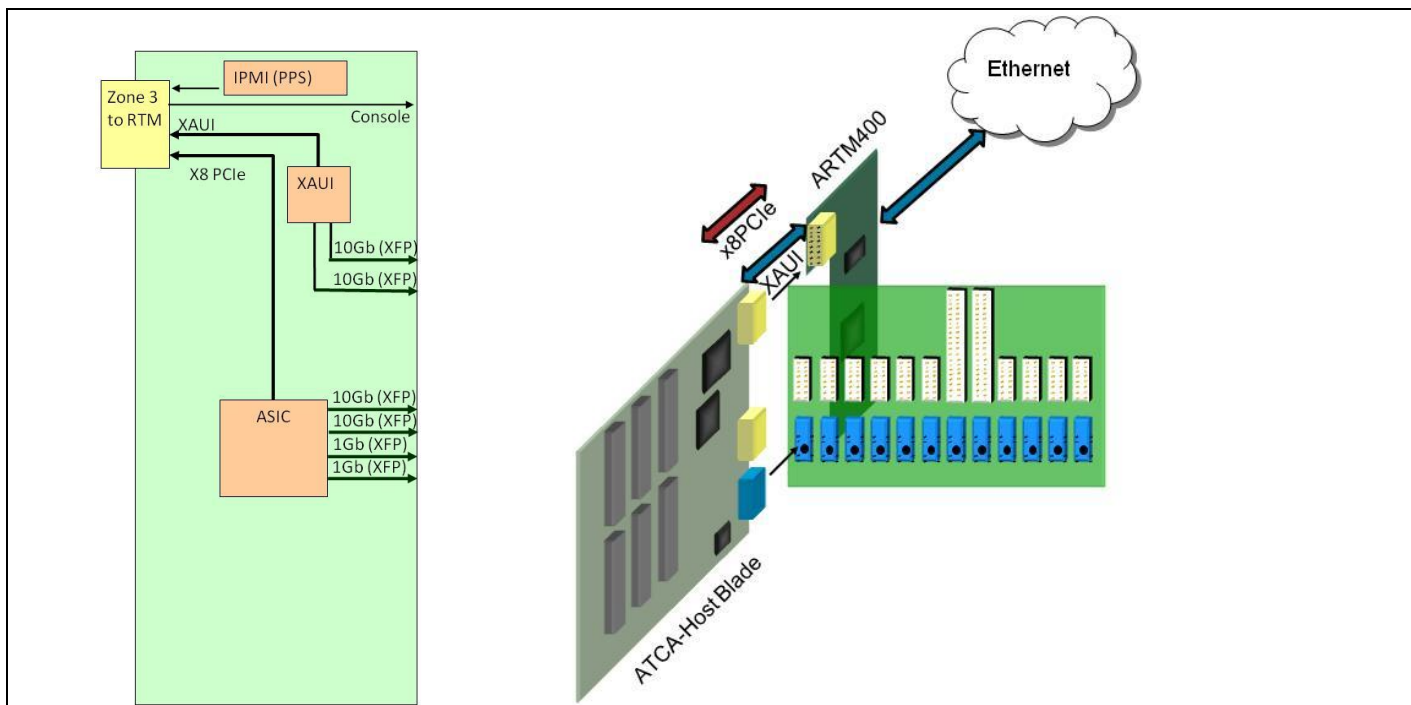 IPMI (PPS)
Zone 3
to RTM
Console
XAUI
X8 PCIe
XAUI
10Gb (XFP)
10Gb (XFP)
ASIC
10Gb (XFP)
10Gb (XFP)
1Gb (XFP)
1Gb (XFP)
Ethernet
ARTM400
x8PCIe
XAUI
ATCA-Host Blade